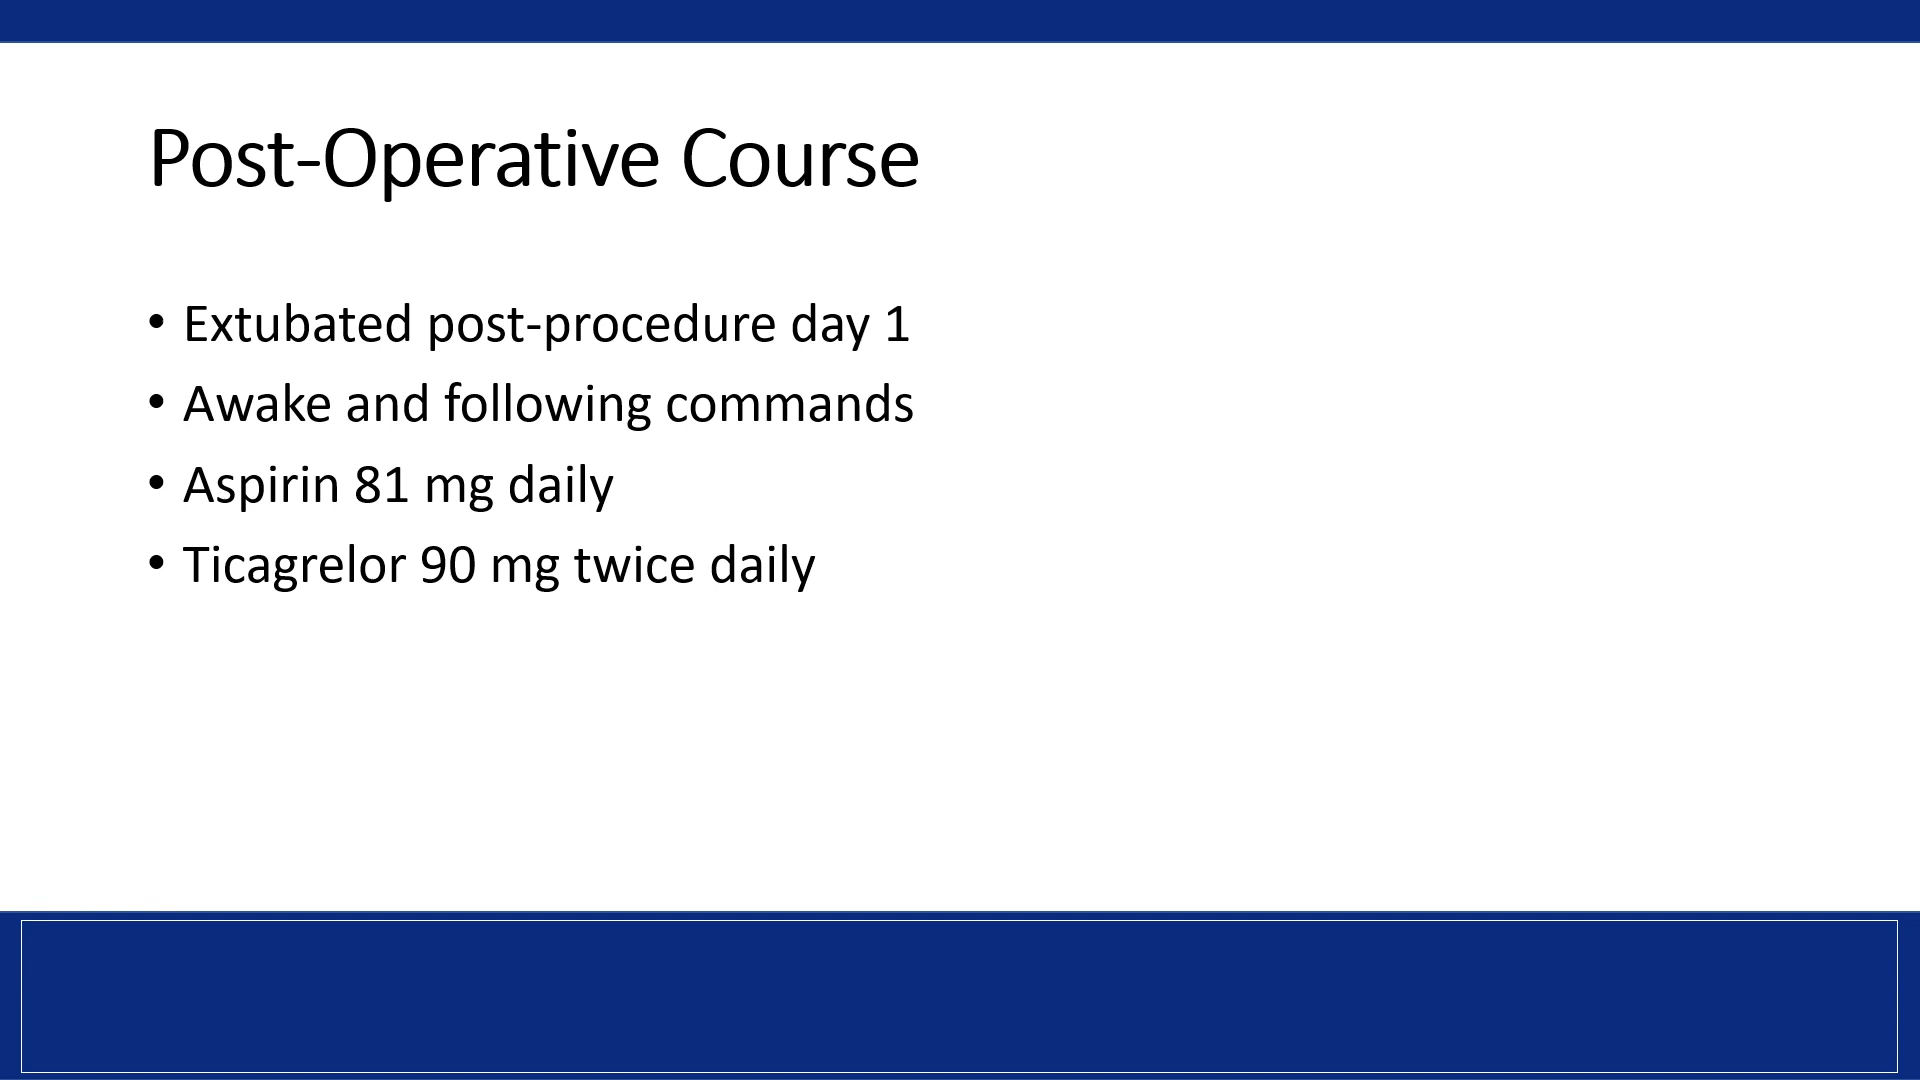 Post-Operative Course
• Extubated post-procedure day 1
• Awake and following commands
• Aspirin 81 mg daily
• Ticagrelor 90 mg twice daily